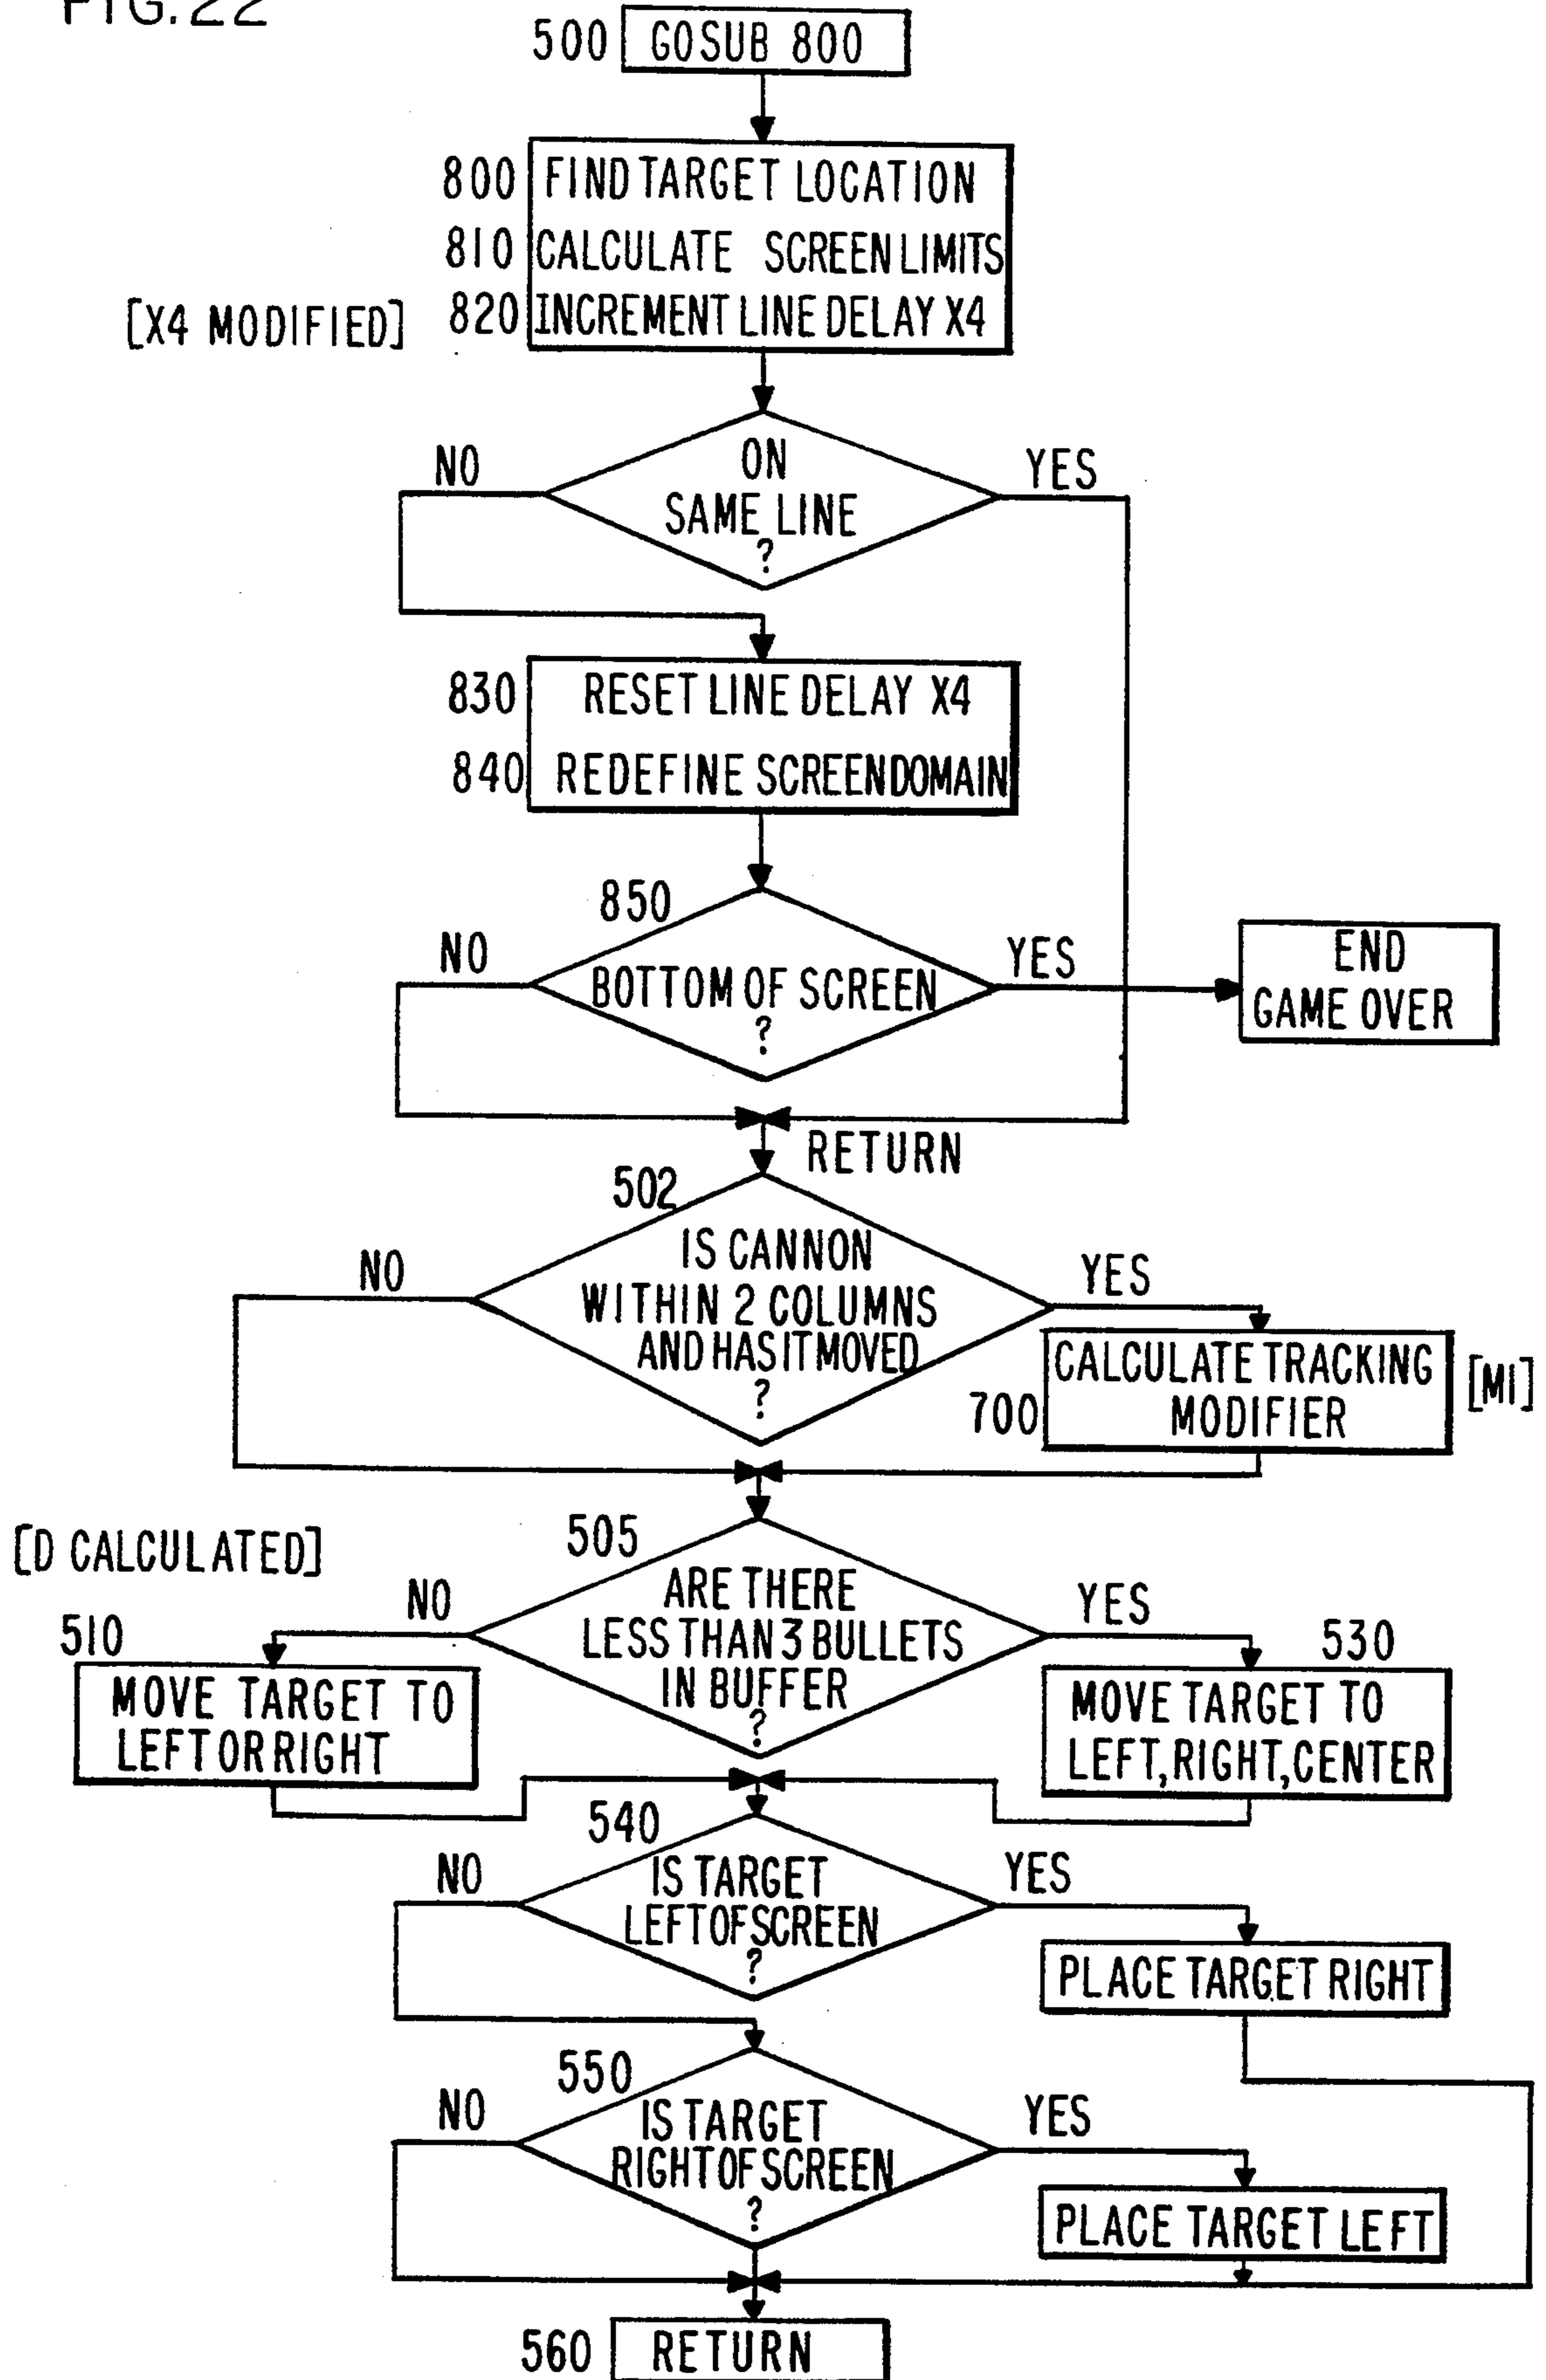 FIG. 22
500 GOSUB 800
800 FIND TARGET LOCATION
810 CALCULATE SCREEN LIMITS
[X4 MODIFIED] 820 INCREMENT LINE DELAY X4
ON
SAME LINE
?
NO
YES
830 RESET LINE DELAY X4
840 REDEFINE SCREEN DOMAIN
850
BOTTOM OF SCREEN
?
NO
YES
END
GAME OVER
RETURN
502
IS CANNON
WITHIN 2 COLUMNS
AND HAS IT MOVED
?
NO
YES
CALCULATE TRACKING
700 MODIFIER
[M1]
[D CALCULATED]
505
ARE THERE
LESS THAN 3 BULLETS
IN BUFFER
?
NO
YES
510
MOVE TARGET TO
LEFT OR RIGHT
530
MOVE TARGET TO
LEFT, RIGHT, CENTER
540
IS TARGET
LEFT OF SCREEN
?
NO
YES
PLACE TARGET RIGHT
550
IS TARGET
RIGHT OF SCREEN
?
NO
YES
PLACE TARGET LEFT
560 RETURN